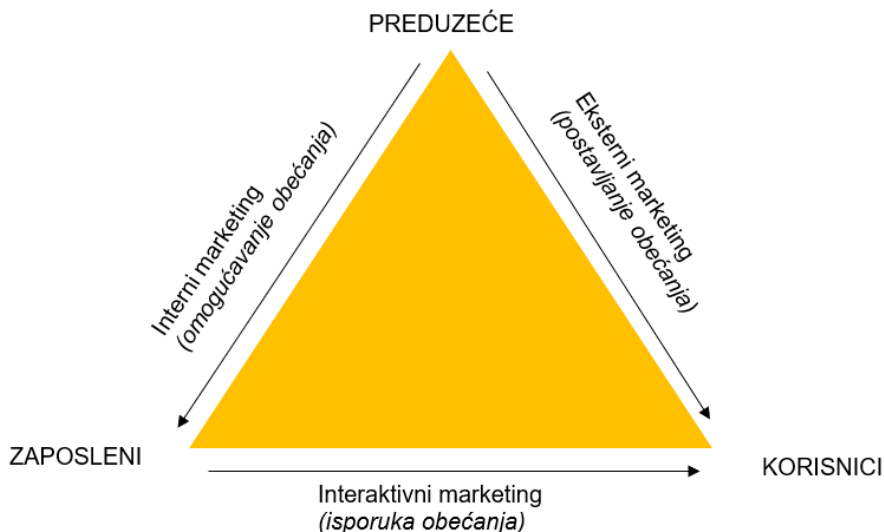 PREDUZEĆE
Interni marketing
(omogućavanje obećanja)
Eksterni marketing
(postavljanje obećanja)
ZAPOSLENI
KORISNICI
Interaktivni marketing
(isporuka obećanja)